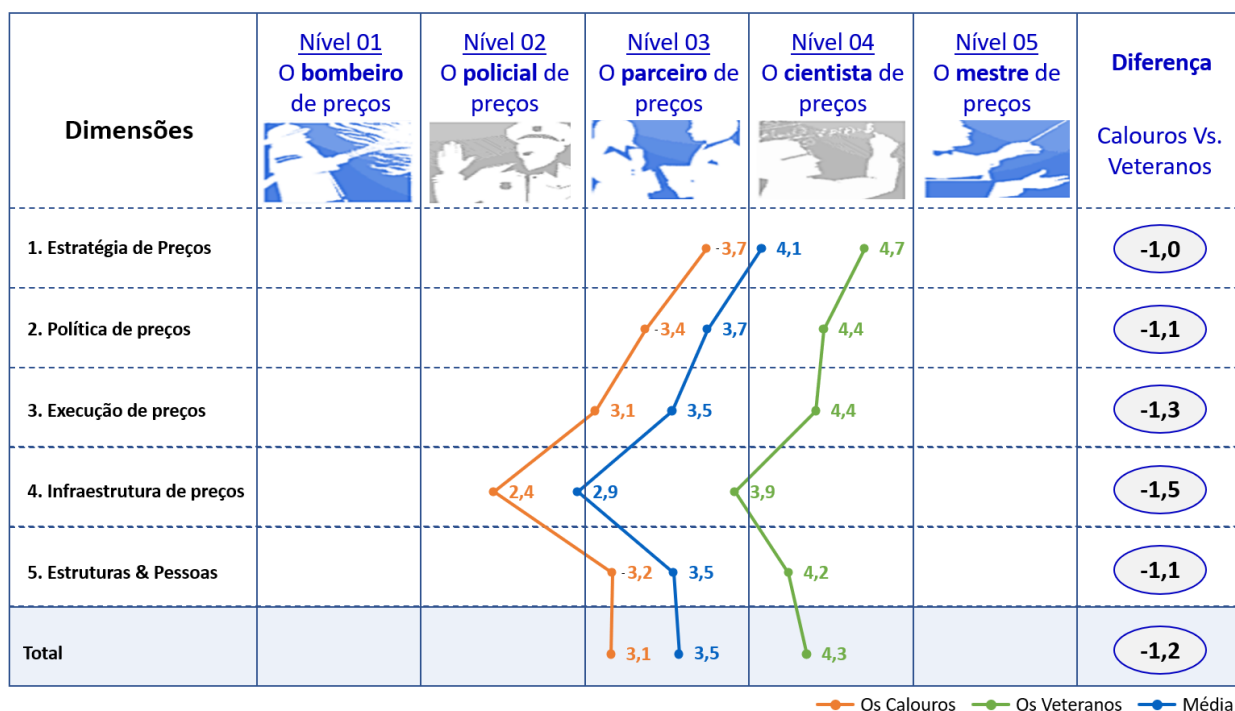 Dimensões
Nível 01
O bombeiro
de preços
Nível 02
O policial de
preços
Nível 03
O parceiro de
preços
Nível 04
O cientista de
preços
Nível 05
O mestre de
preços
Diferença
Calouros Vs.
Veteranos
1. Estratégia de Preços
3,7
4,1
4,7
-1,0
2. Política de preços
3,4
3,7
4,4
-1,1
3. Execução de preços
3,1
3,5
4,4
-1,3
4. Infraestrutura de preços
2,4
2,9
3,9
-1,5
5. Estruturas & Pessoas
3,2
3,5
4,2
-1,1
Total
3,1
3,5
4,3
-1,2
Os Calouros
Os Veteranos
Média